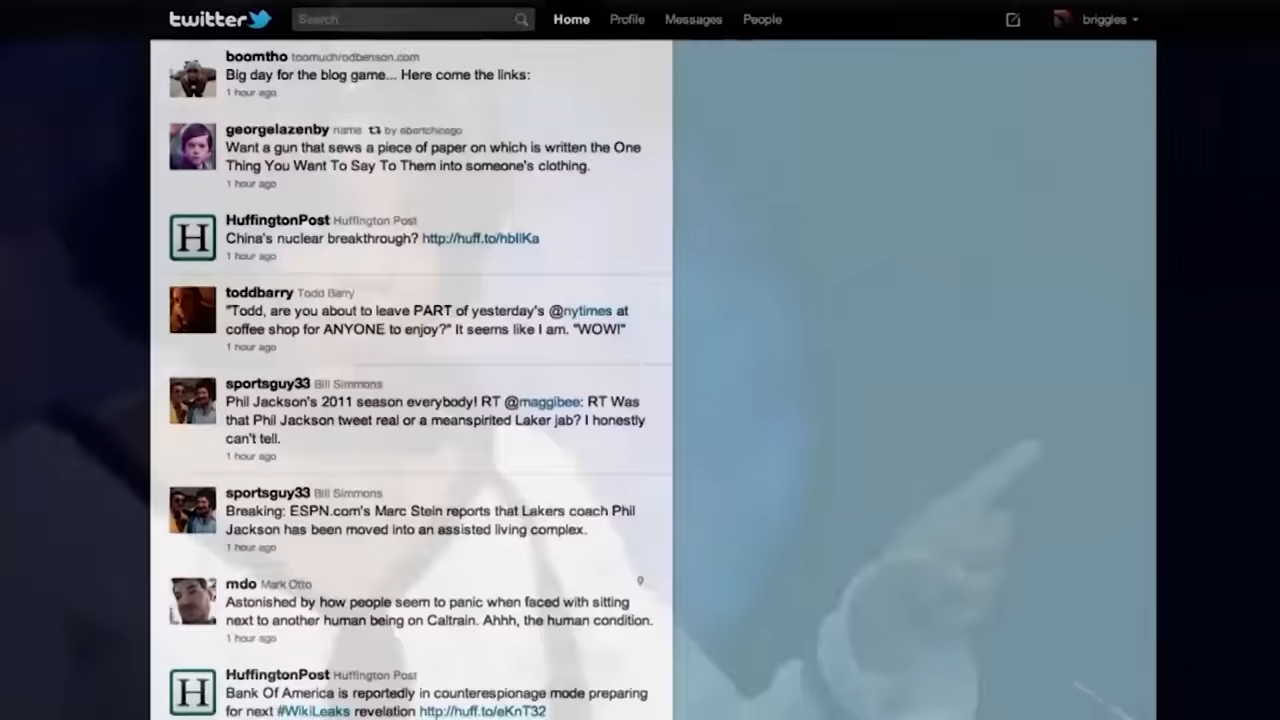 twitter Search Home Profile Messages People briggles
boomtho toomuchrodbenson.com
Big day for the blog game... Here come the links:
1 hour ago
georgelazenby name by ebertchicago
Want a gun that sews a piece of paper on which is written the One
Thing You Want To Say To Them into someone's clothing.
1 hour ago
HuffingtonPost Huffington Post
China's nuclear breakthrough? http://huff.to/hbIlKa
1 hour ago
toddbarry Todd Barry
"Todd, are you about to leave PART of yesterday's @nytimes at
coffee shop for ANYONE to enjoy?" It seems like I am. "WOW!"
1 hour ago
sportsguy33 Bill Simmons
Phil Jackson's 2011 season everybody! RT @maggibee: RT Was
that Phil Jackson tweet real or a meanspirited Laker jab? I honestly
can't tell.
1 hour ago
sportsguy33 Bill Simmons
Breaking: ESPN.com's Marc Stein reports that Lakers coach Phil
Jackson has been moved into an assisted living complex.
1 hour ago
mdo Mark Otto
Astonished by how people seem to panic when faced with sitting
next to another human being on Caltrain. Ahhh, the human condition.
1 hour ago
HuffingtonPost Huffington Post
H
Bank Of America is reportedly in counterespionage mode preparing
for next #WikiLeaks revelation http://huff.to/eKnT32